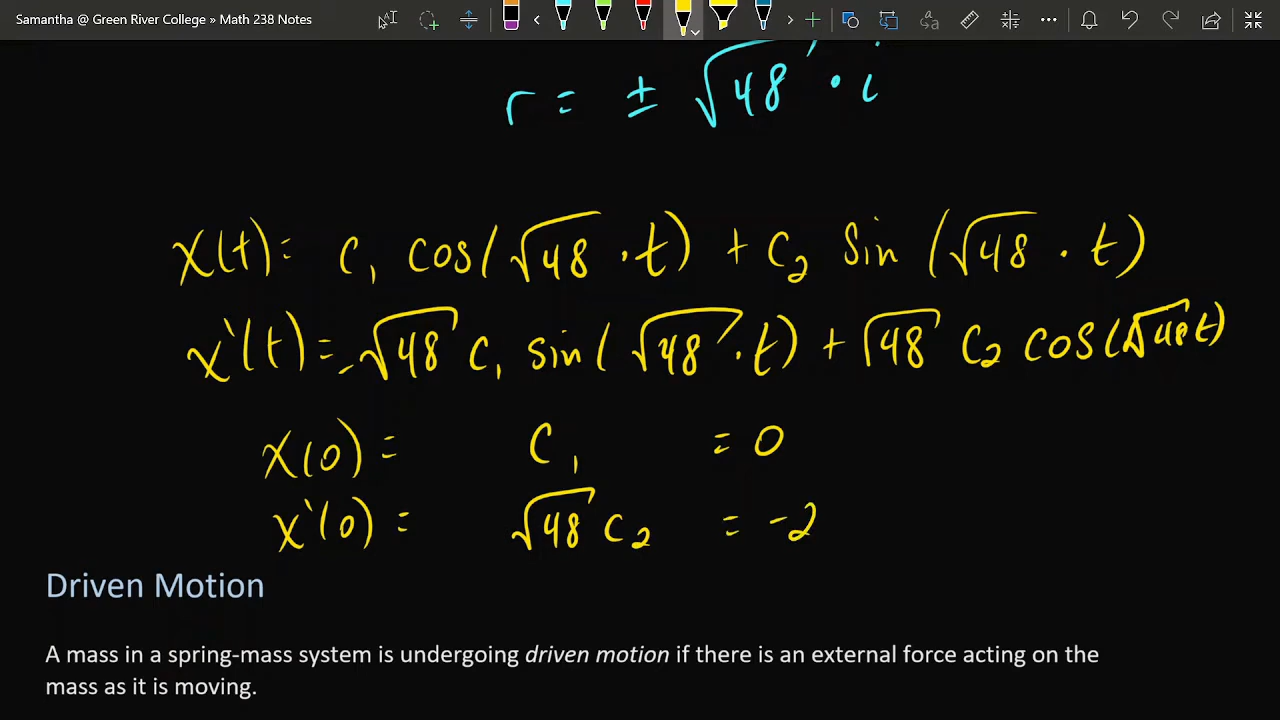 Samantha @ Green River College » Math 238 Notes
r = ± √48 · i
x(t) = c₁ cos(√48 · t) + c₂ sin(√48 · t)
x'(t) = -√48 c₁ sin(√48 · t) + √48 c₂ cos(√48 t)
x(0) = c₁ = 0
x'(0) = √48 c₂ = -2
Driven Motion
A mass in a spring-mass system is undergoing driven motion if there is an external force acting on the
mass as it is moving.